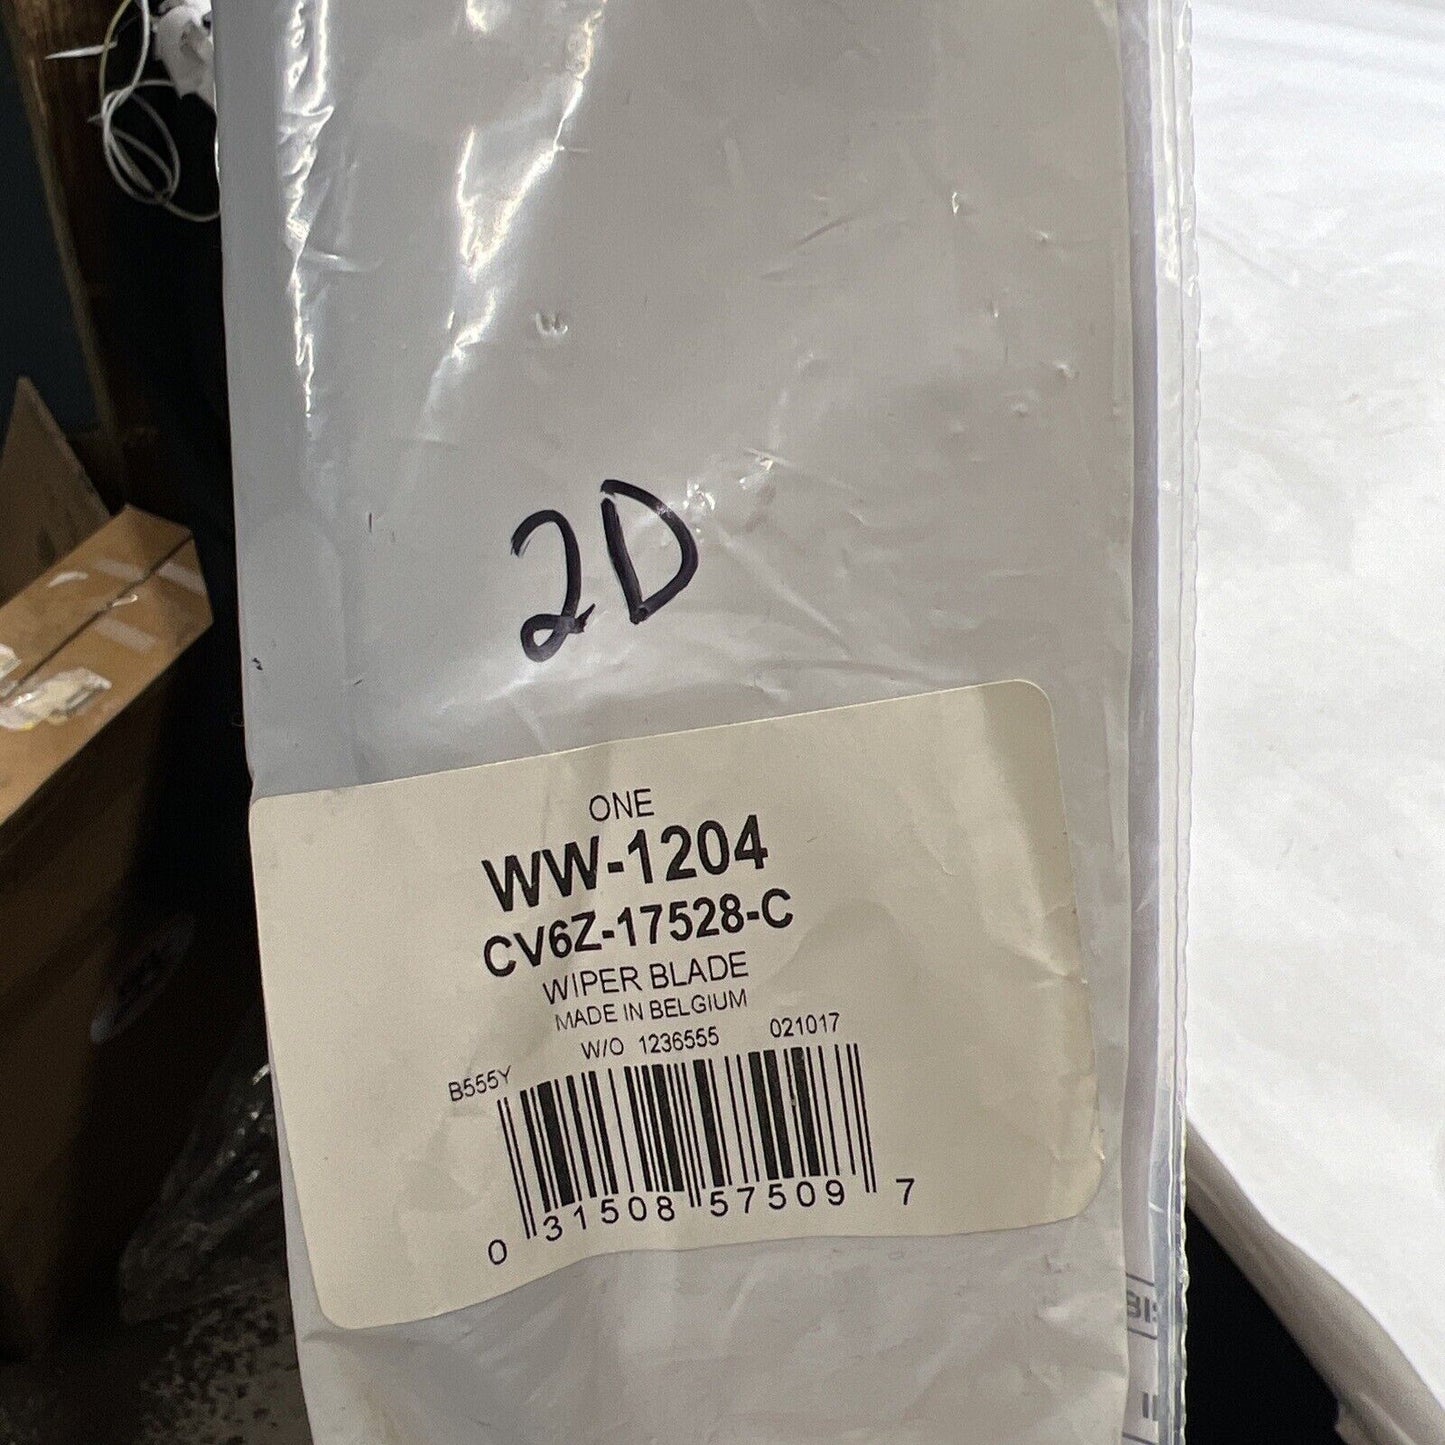 2D
ONE
WW-1204
CV6Z-17528-C
WIPER BLADE
MADE IN BELGIUM
W/O 1236555 021017
B555Y
0 31508 57509 7